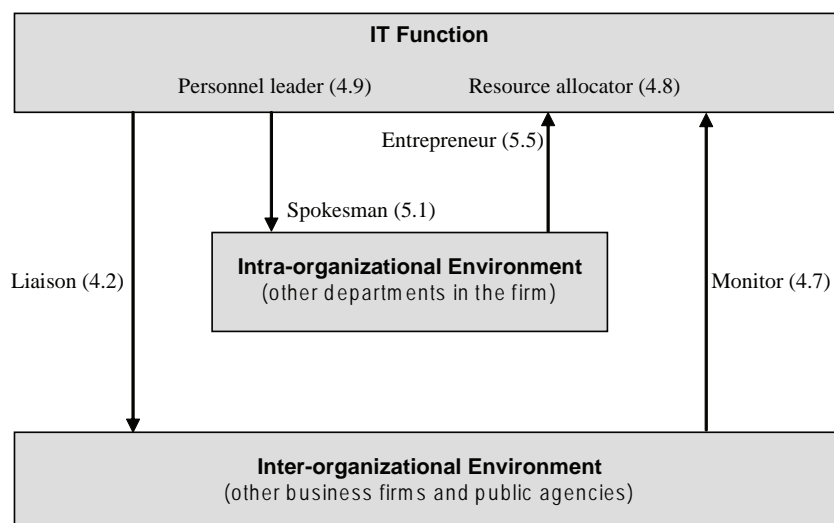 IT Function
Personnel leader (4.9) Resource allocator (4.8)
Entrepreneur (5.5)
Spokesman (5.1)
Intra-organizational Environment
(other departments in the firm)
Liaison (4.2)
Monitor (4.7)
Inter-organizational Environment
(other business firms and public agencies)